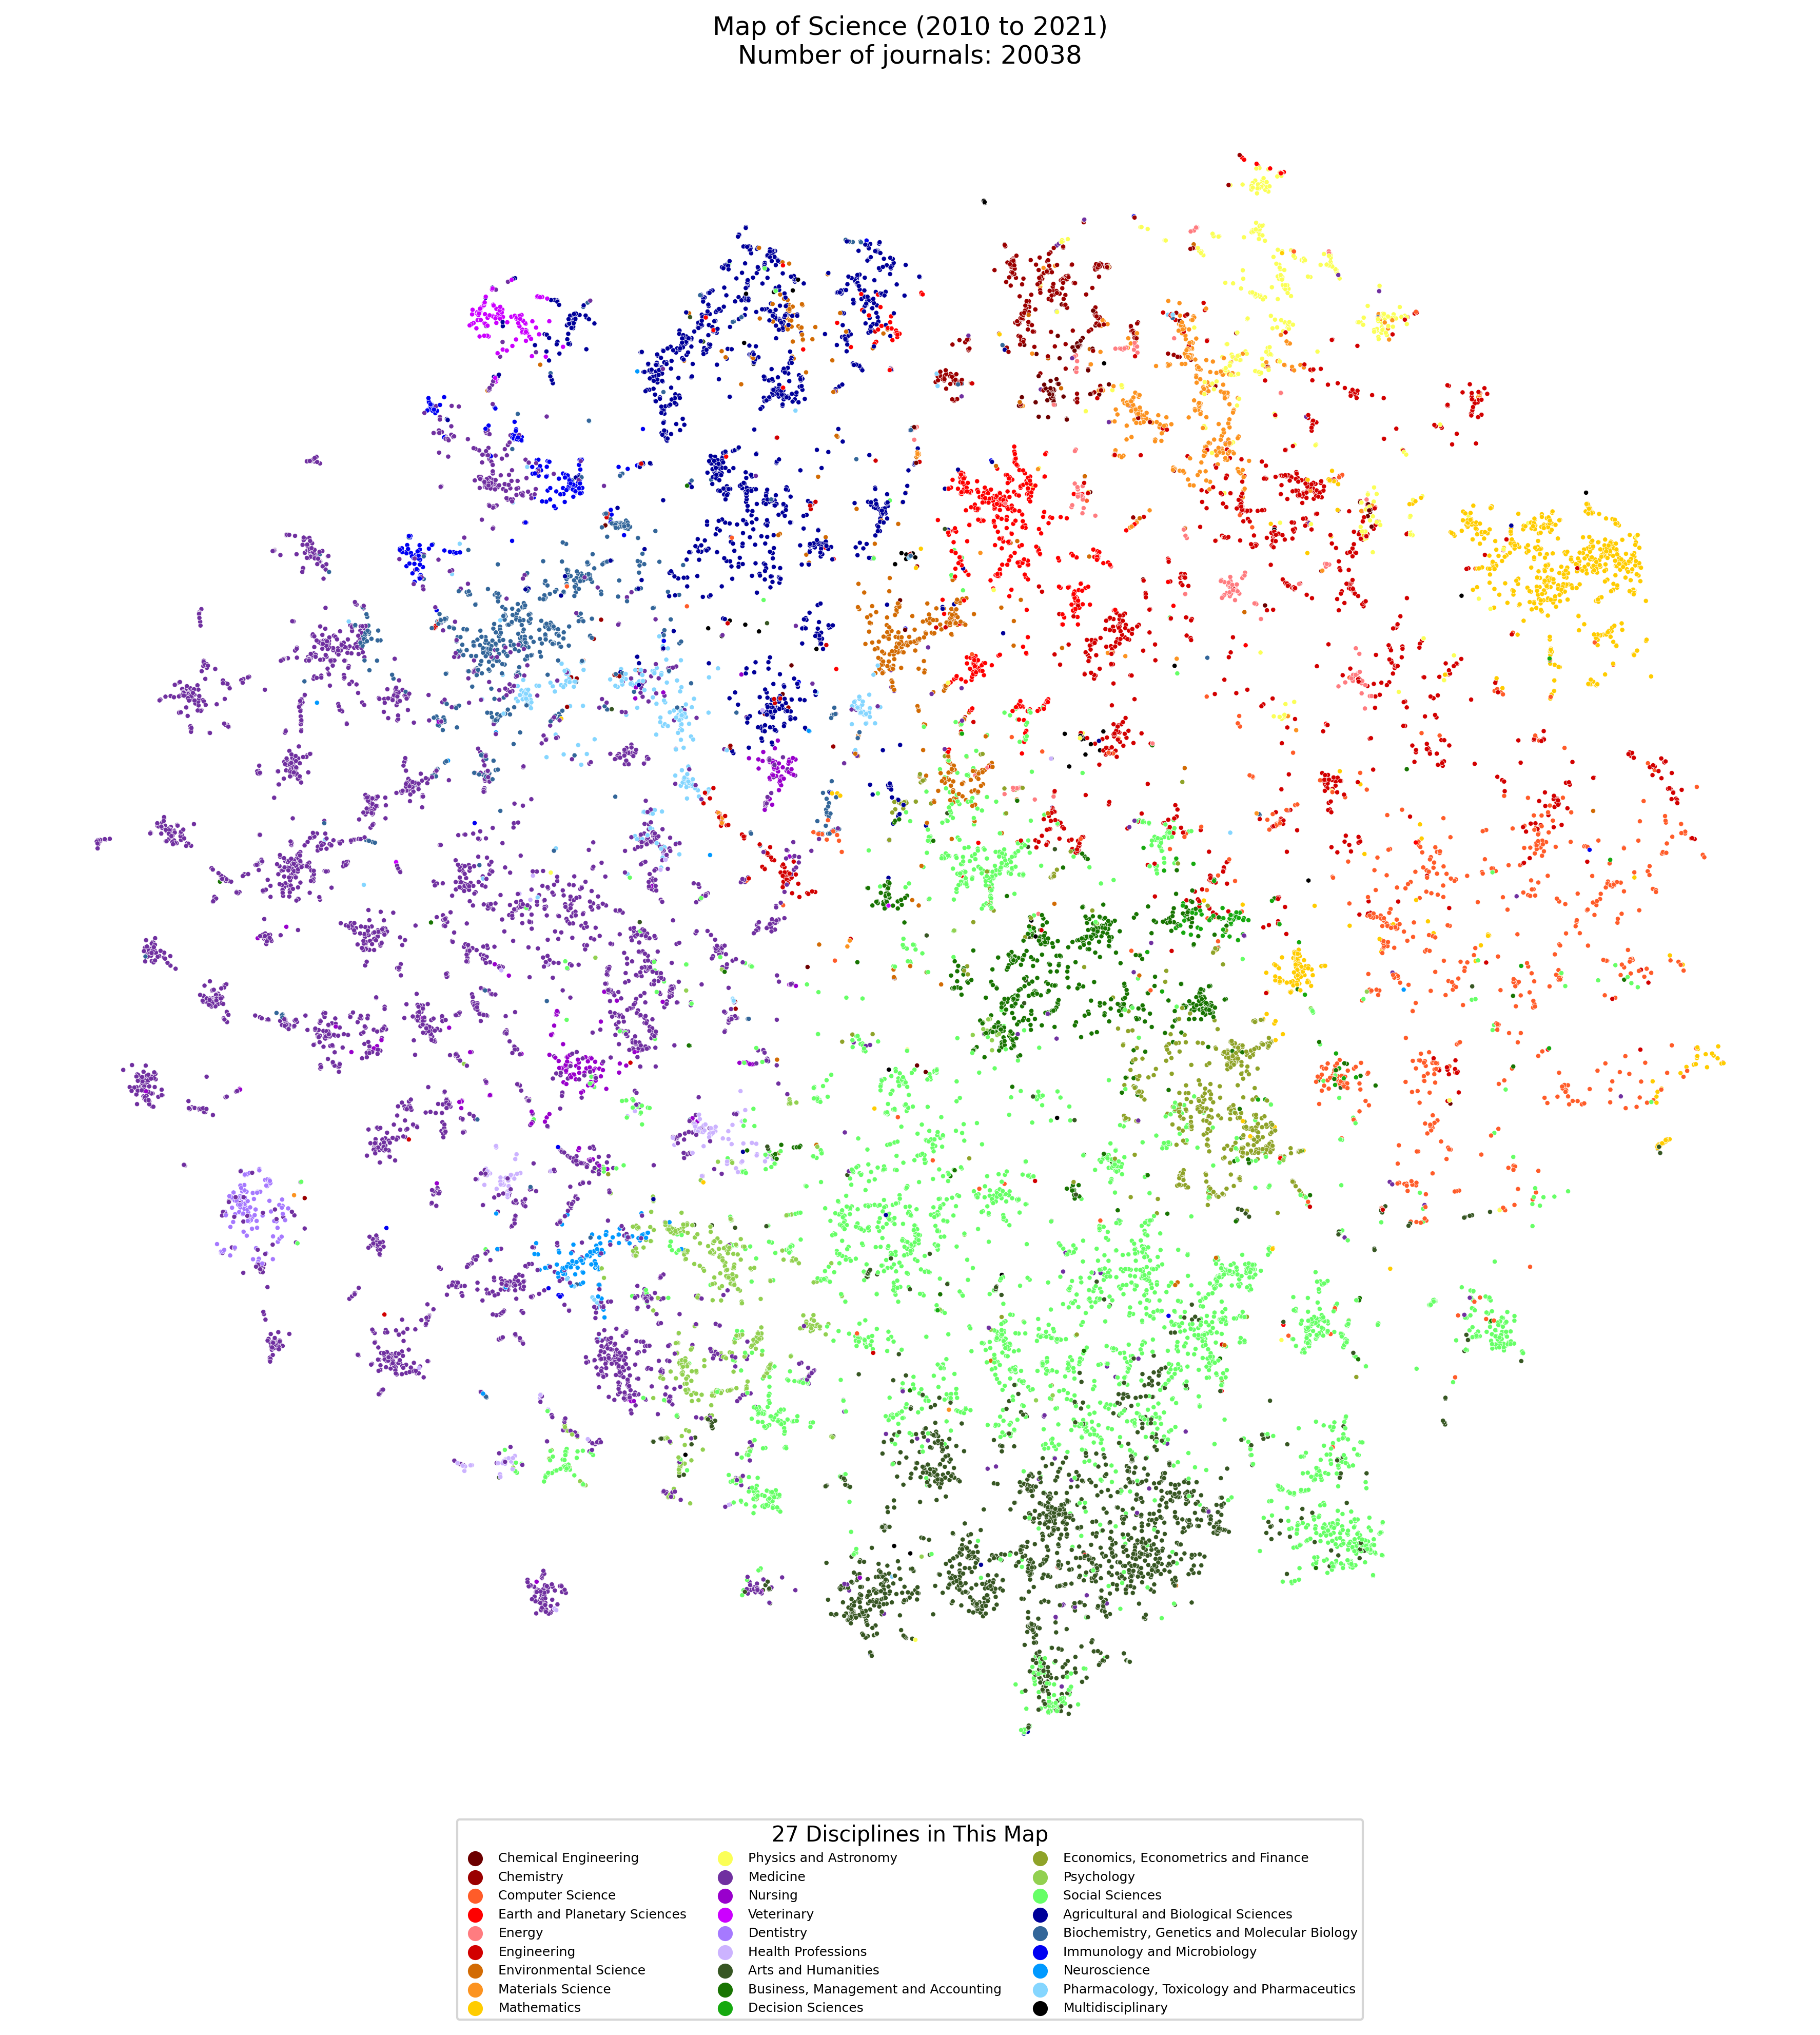 Map of Science (2010 to 2021)
Number of journals: 20038
27 Disciplines in This Map
Chemical Engineering
Chemistry
Computer Science
Earth and Planetary Sciences
Energy
Engineering
Environmental Science
Materials Science
Mathematics
Physics and Astronomy
Medicine
Nursing
Veterinary
Dentistry
Health Professions
Arts and Humanities
Business, Management and Accounting
Decision Sciences
Economics, Econometrics and Finance
Psychology
Social Sciences
Agricultural and Biological Sciences
Biochemistry, Genetics and Molecular Biology
Immunology and Microbiology
Neuroscience
Pharmacology, Toxicology and Pharmaceutics
Multidisciplinary